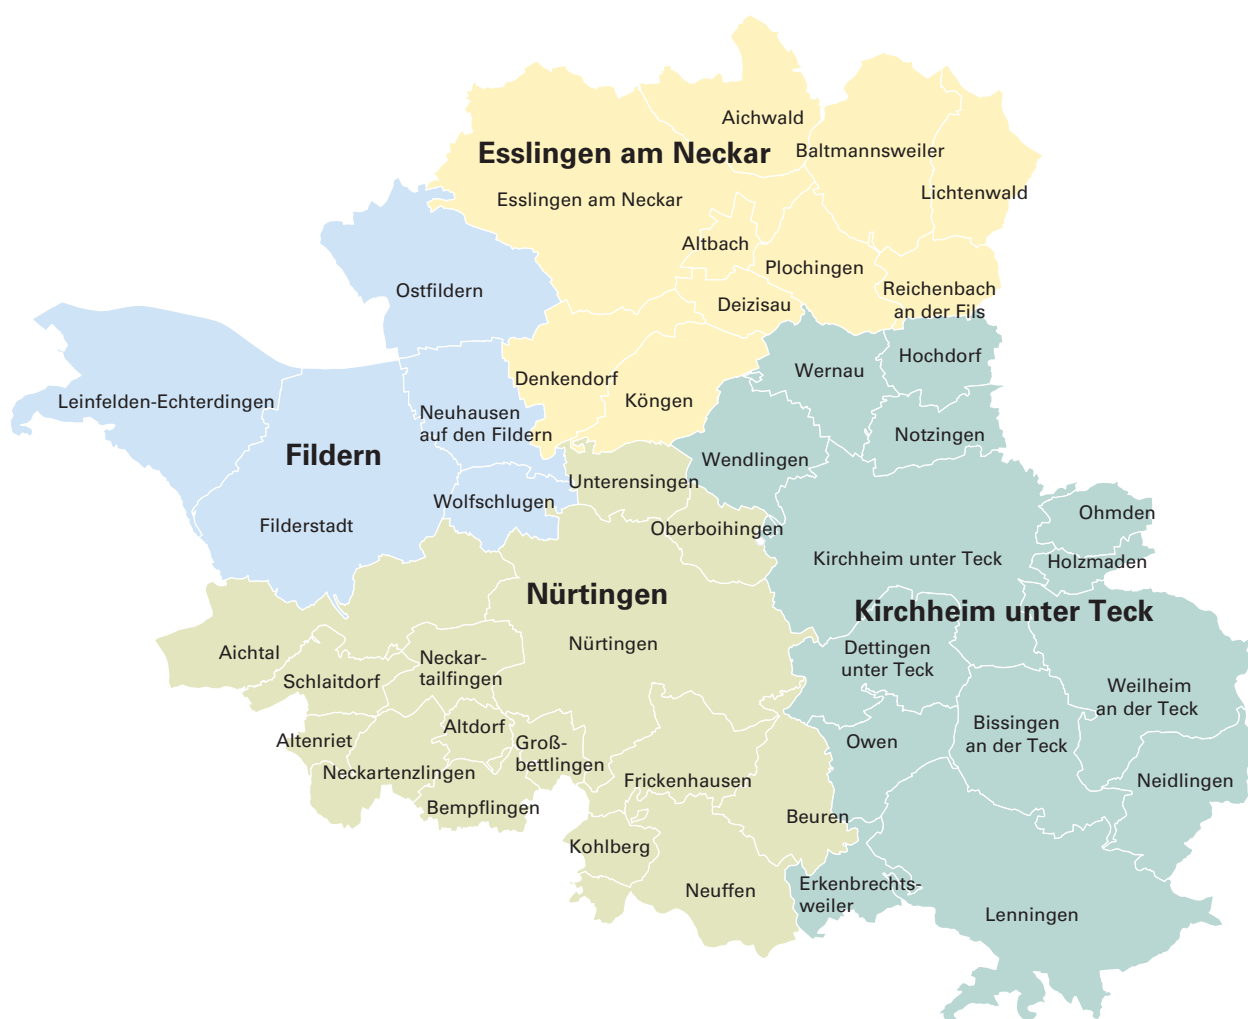 Aichwald
Esslingen am Neckar
Baltmannsweiler
Esslingen am Neckar
Lichtenwald
Altbach
Plochingen
Ostfildern
Deizisau
Reichenbach
an der Fils
Hochdorf
Wernau
Denkendorf
Köngen
Leinfelden-Echterdingen
Neuhausen
auf den Fildern
Notzingen
Fildern
Wendlingen
Unterensingen
Wolfschlugen
Ohmden
Filderstadt
Oberboihingen
Kirchheim unter Teck
Holzmaden
Nürtingen
Kirchheim unter Teck
Nürtingen
Aichtal
Dettingen
unter Teck
Neckar-
tailfingen
Schlaitdorf
Weilheim
an der Teck
Bissingen
an der Teck
Altdorf
Altenriet
Groß-
bettlingen
Owen
Neckartenzlingen
Frickenhausen
Neidlingen
Bempflingen
Beuren
Kohlberg
Neuffen
Erkenbrechts-
weiler
Lenningen